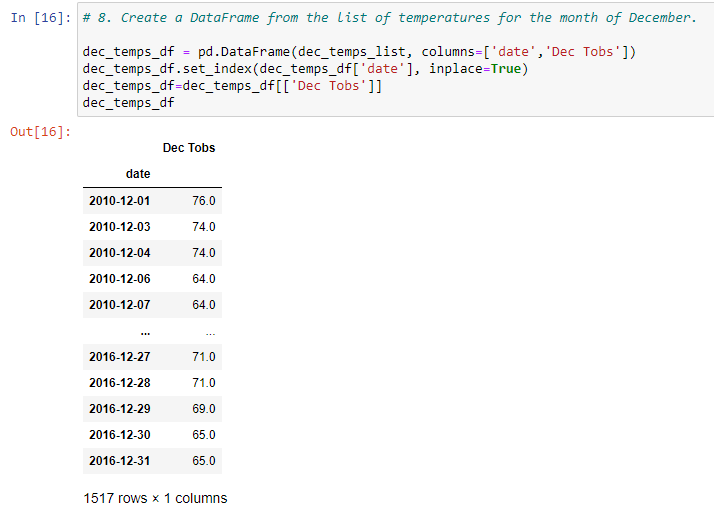 In [16]: # 8. Create a DataFrame from the list of temperatures for the month of December.
dec_temps_df = pd.DataFrame(dec_temps_list, columns=['date','Dec Tobs'])
dec_temps_df.set_index(dec_temps_df['date'], inplace=True)
dec_temps_df=dec_temps_df[['Dec Tobs']]
dec_temps_df
Out[16]:
Dec Tobs
date
2010-12-01 76.0
2010-12-03 74.0
2010-12-04 74.0
2010-12-06 64.0
2010-12-07 64.0
... ...
2016-12-27 71.0
2016-12-28 71.0
2016-12-29 69.0
2016-12-30 65.0
2016-12-31 65.0
1517 rows × 1 columns